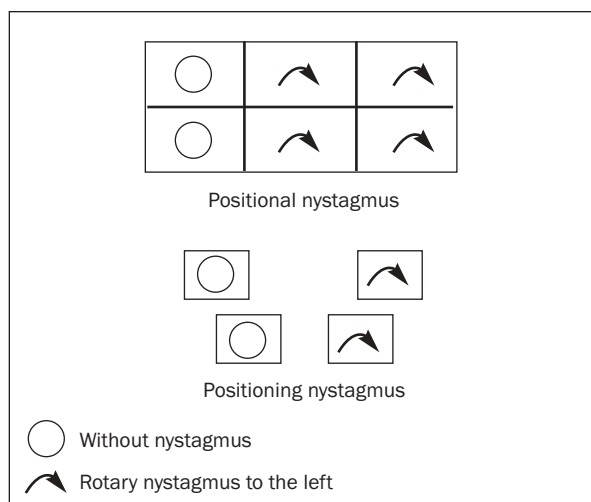 Positional nystagmus
Positioning nystagmus
Without nystagmus
Rotary nystagmus to the left